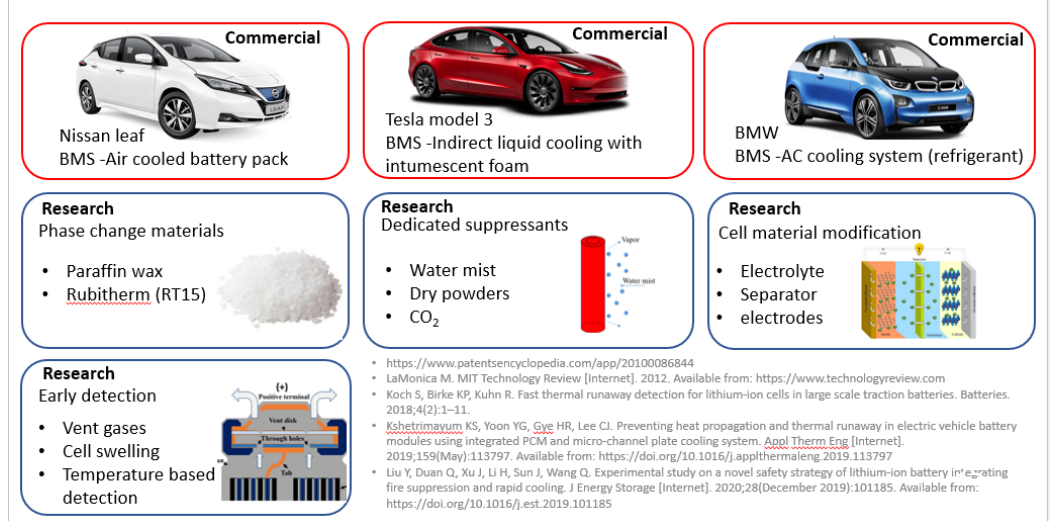 Commercial
Nissan leaf
BMS -Air cooled battery pack
Commercial
Tesla model 3
BMS -Indirect liquid cooling with
intumescent foam
Commercial
BMW
BMS -AC cooling system (refrigerant)
Research
Phase change materials
• Paraffin wax
• Rubitherm (RT15)
Research
Dedicated suppressants
• Water mist
• Dry powders
• CO₂
Vapor
Water mist
Research
Cell material modification
• Electrolyte
• Separator
• electrodes
Research
Early detection
• Vent gases
• Cell swelling
• Temperature based
detection
(+)
Positive terminal
Vent disk
Through holes
Tab
• https://www.patentsencyclopedia.com/app/20100086844
• LaMonica M. MIT Technology Review [Internet]. 2012. Available from: https://www.technologyreview.com
• Koch S, Birke KP, Kuhn R. Fast thermal runaway detection for lithium-ion cells in large scale traction batteries. Batteries.
2018;4(2):1–11.
• Kshetrimayum KS, Yoon YG, Gye HR, Lee CJ. Preventing heat propagation and thermal runaway in electric vehicle battery
modules using integrated PCM and micro-channel plate cooling system. Appl Therm Eng [Internet].
2019;159(May):113797. Available from: https://doi.org/10.1016/j.applthermaleng.2019.113797
• Liu Y, Duan Q, Xu J, Li H, Sun J, Wang Q. Experimental study on a novel safety strategy of lithium-ion battery integrating
fire suppression and rapid cooling. J Energy Storage [Internet]. 2020;28(December 2019):101185. Available from:
https://doi.org/10.1016/j.est.2019.101185